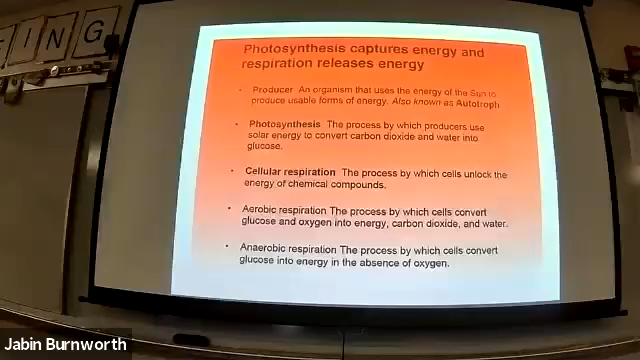 ING
Photosynthesis captures energy and
respiration releases energy
• Producer An organism that uses the energy of the Sun to
produce usable forms of energy. Also known as Autotroph
• Photosynthesis The process by which producers use
solar energy to convert carbon dioxide and water into
glucose.
• Cellular respiration The process by which cells unlock the
energy of chemical compounds.
• Aerobic respiration The process by which cells convert
glucose and oxygen into energy, carbon dioxide, and water.
• Anaerobic respiration The process by which cells convert
glucose into energy in the absence of oxygen.
Jabin Burnworth